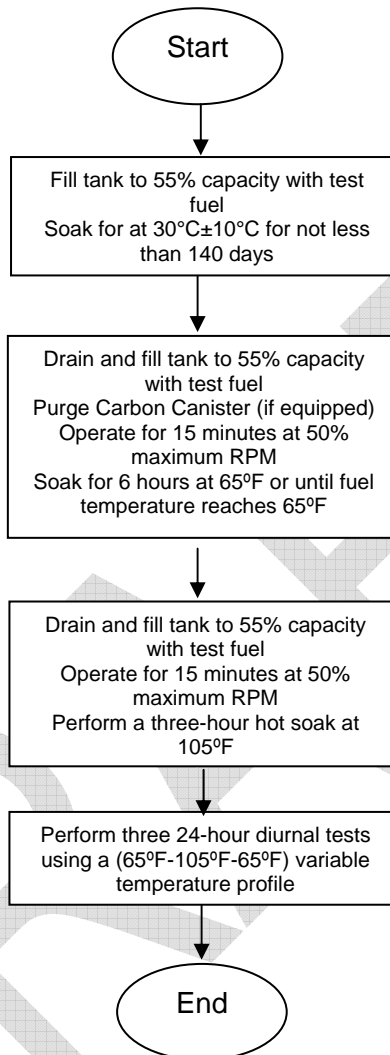 Start
Fill tank to 55% capacity with test
fuel
Soak for at 30°C±10°C for not less
than 140 days
Drain and fill tank to 55% capacity
with test fuel
Purge Carbon Canister (if equipped)
Operate for 15 minutes at 50%
maximum RPM
Soak for 6 hours at 65ºF or until fuel
temperature reaches 65ºF
Drain and fill tank to 55% capacity
with test fuel
Operate for 15 minutes at 50%
maximum RPM
Perform a three-hour hot soak at
105ºF
Perform three 24-hour diurnal tests
using a (65ºF-105ºF-65ºF) variable
temperature profile
End